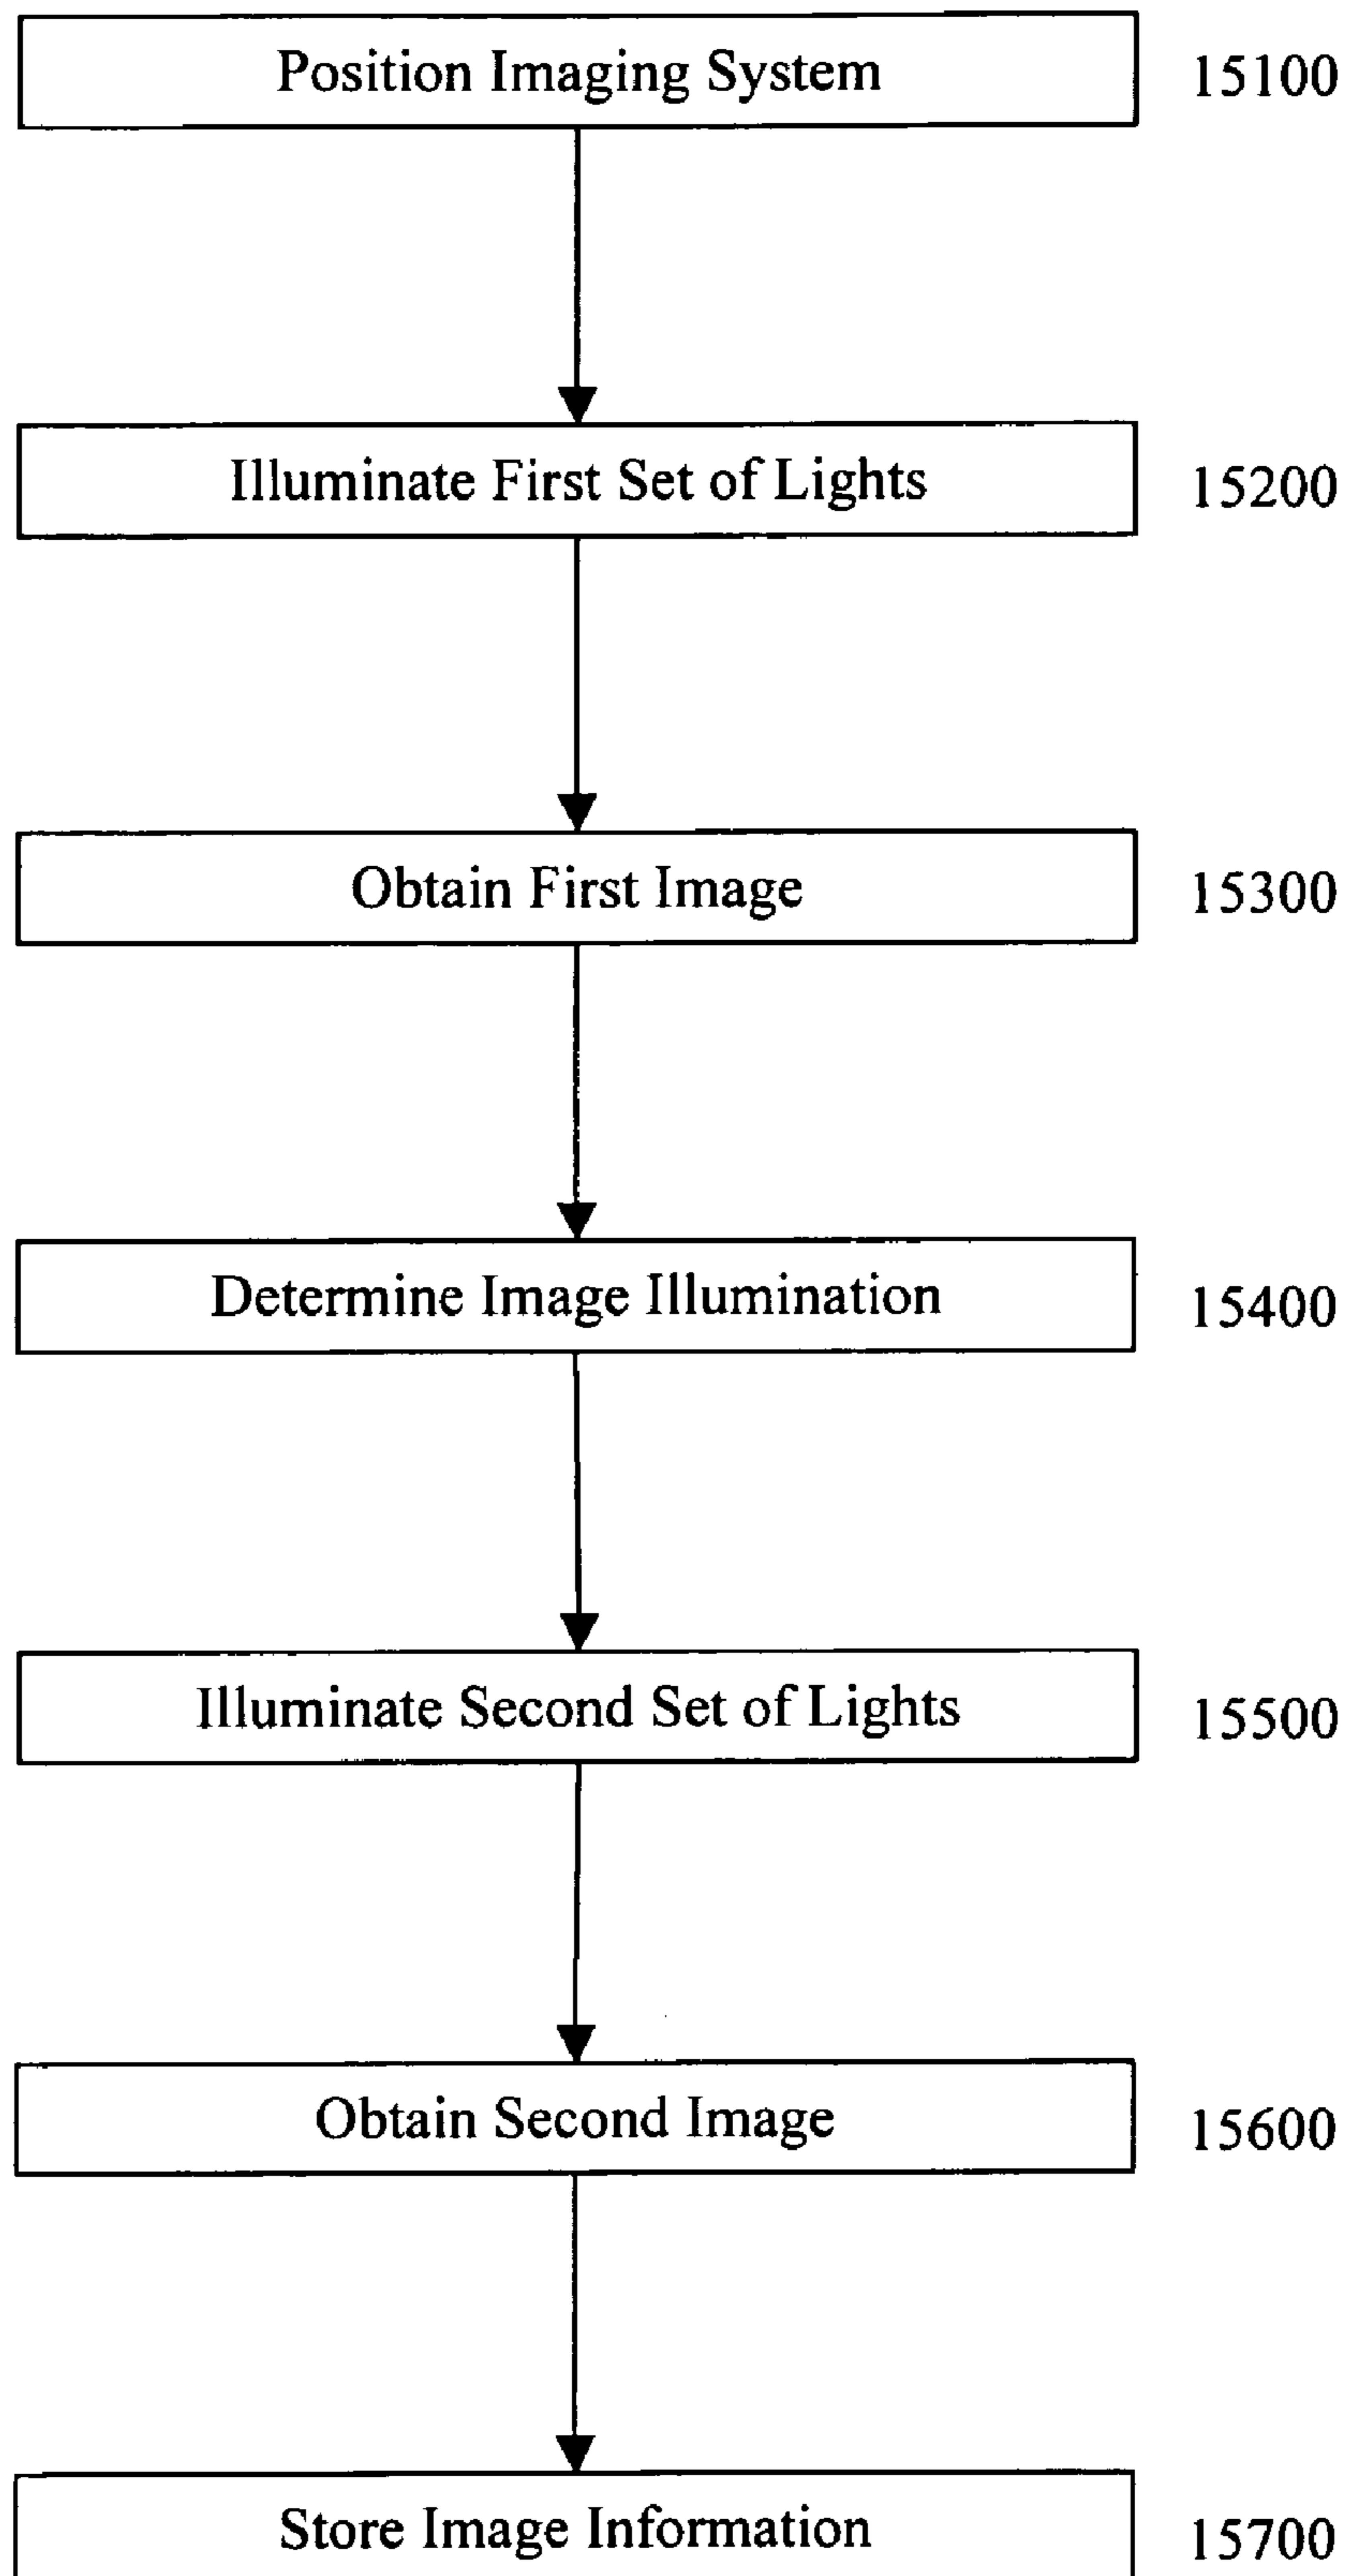 Position Imaging System 15100
Illuminate First Set of Lights 15200
Obtain First Image 15300
Determine Image Illumination 15400
Illuminate Second Set of Lights 15500
Obtain Second Image 15600
Store Image Information 15700